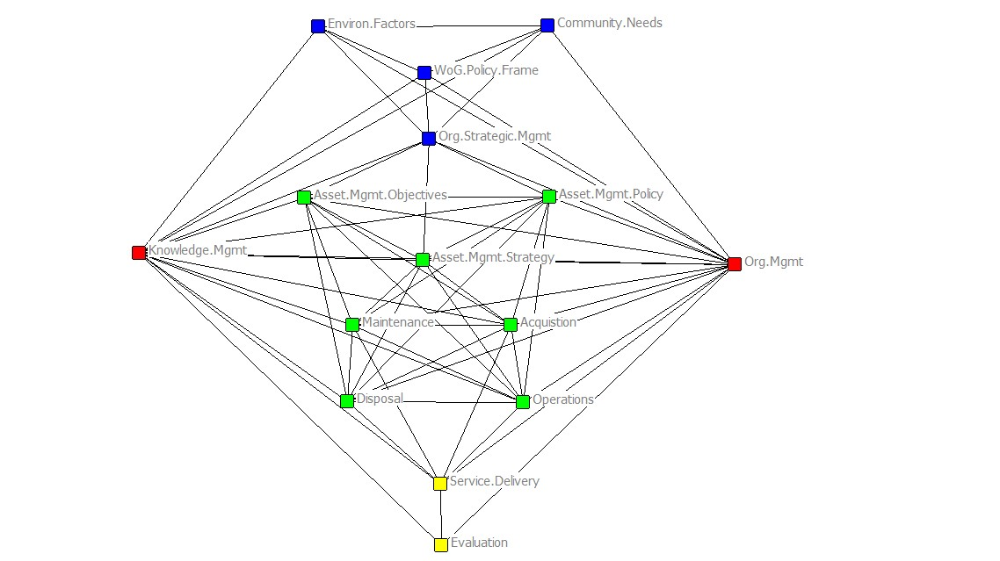 Environ.Factors
Community.Needs
WoG.Policy.Frame
Org.Strategic.Mgmt
Asset.Mgmt.Objectives
Asset.Mgmt.Policy
Knowledge.Mgmt
Asset.Mgmt.Strategy
Org.Mgmt
Maintenance
Acquistion
Disposal
Operations
Service.Delivery
Evaluation